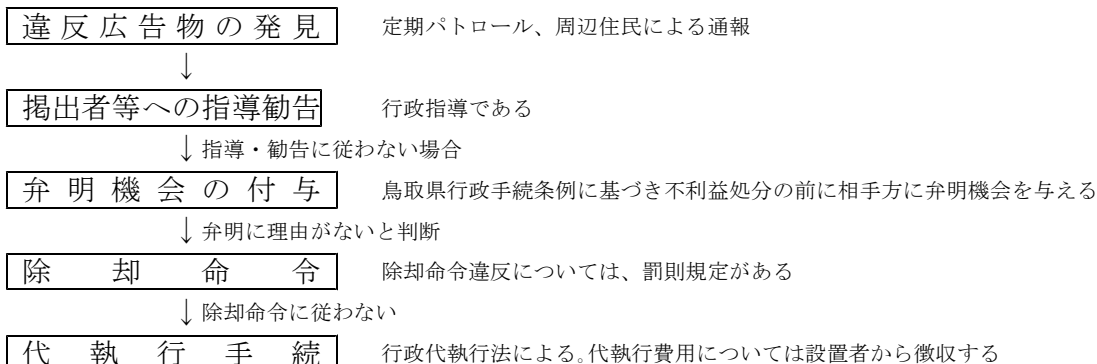 違反広告物の発見 定期パトロール、周辺住民による通報
↓
掲出者等への指導勧告 行政指導である
↓指導・勧告に従わない場合
弁明機会の付与 鳥取県行政手続条例に基づき不利益処分の前に相手方に弁明機会を与える
↓弁明に理由がないと判断
除却命令 除却命令違反については、罰則規定がある
↓除却命令に従わない
代執行手続 行政代執行法による。代執行費用については設置者から徴収する